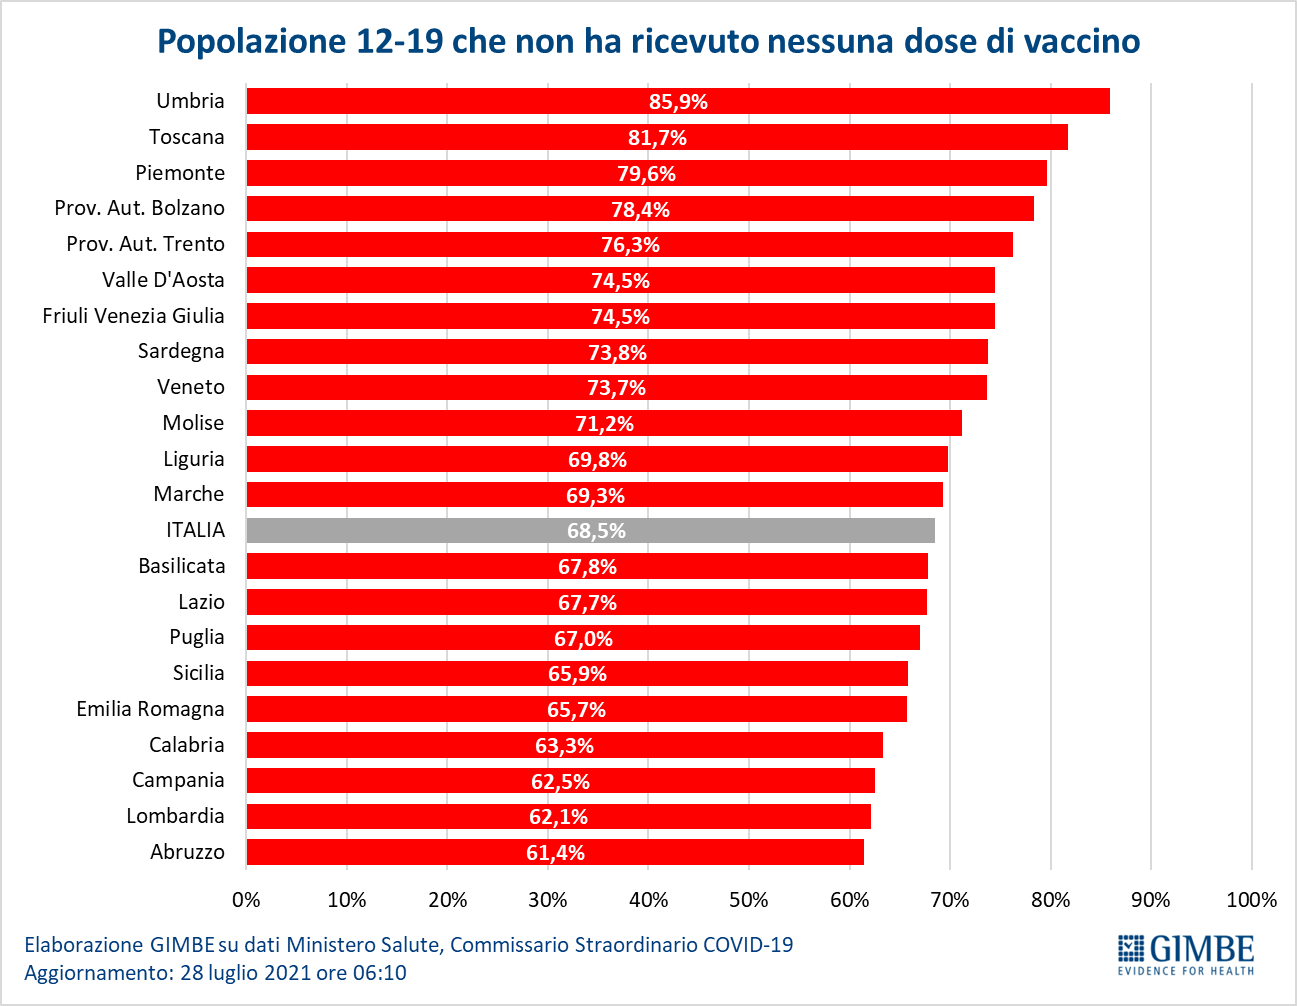 Popolazione 12-19 che non ha ricevuto nessuna dose di vaccino
Umbria 85,9%
Toscana 81,7%
Piemonte 79,6%
Prov. Aut. Bolzano 78,4%
Prov. Aut. Trento 76,3%
Valle D'Aosta 74,5%
Friuli Venezia Giulia 74,5%
Sardegna 73,8%
Veneto 73,7%
Molise 71,2%
Liguria 69,8%
Marche 69,3%
ITALIA 68,5%
Basilicata 67,8%
Lazio 67,7%
Puglia 67,0%
Sicilia 65,9%
Emilia Romagna 65,7%
Calabria 63,3%
Campania 62,5%
Lombardia 62,1%
Abruzzo 61,4%
0% 10% 20% 30% 40% 50% 60% 70% 80% 90% 100%
Elaborazione GIMBE su dati Ministero Salute, Commissario Straordinario COVID-19
Aggiornamento: 28 luglio 2021 ore 06:10
GIMBE
EVIDENCE FOR HEALTH